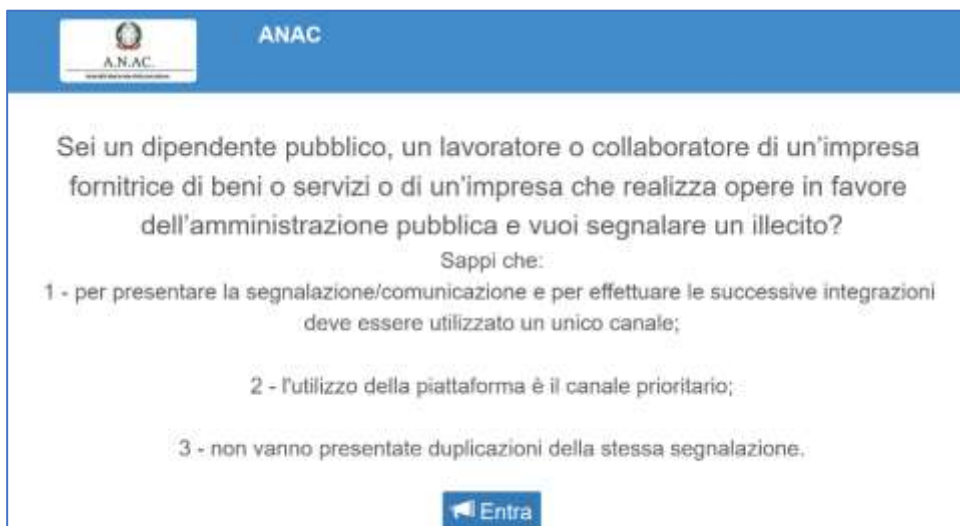 ANAC
A.N.AC.
Sei un dipendente pubblico, un lavoratore o collaboratore di un'impresa
fornitrice di beni o servizi o di un'impresa che realizza opere in favore
dell'amministrazione pubblica e vuoi segnalare un illecito?
Sappi che:
1 - per presentare la segnalazione/comunicazione e per effettuare le successive integrazioni
deve essere utilizzato un unico canale;
2 - l'utilizzo della piattaforma è il canale prioritario;
3 - non vanno presentate duplicazioni della stessa segnalazione.
Entra